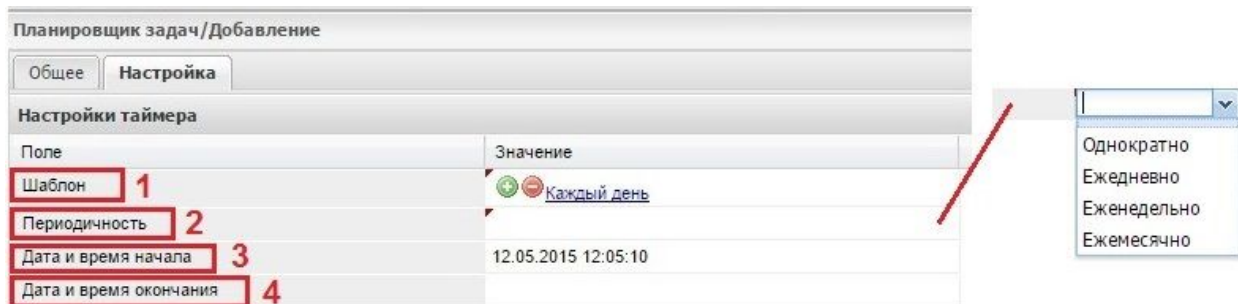 Планировщик задач/Добавление
Общее Настройка
Настройки таймера
Поле Значение
Шаблон 1 Каждый день
Периодичность 2
Дата и время начала 3 12.05.2015 12:05:10
Дата и время окончания 4
Однократно
Ежедневно
Еженедельно
Ежемесячно